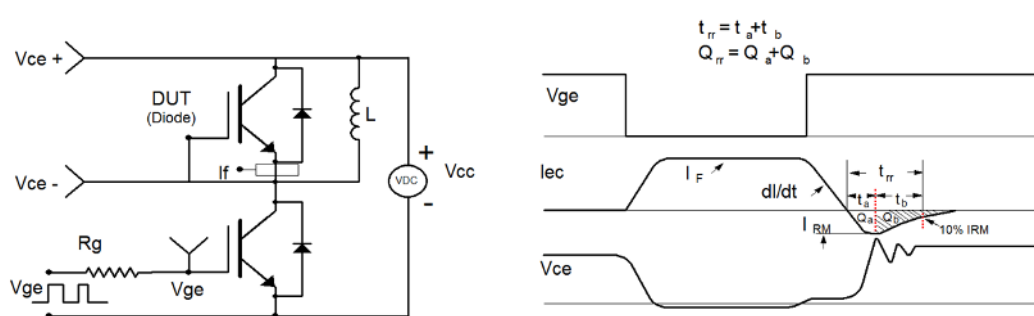 Vce +
DUT
(Diode)
L
If
Vce -
+
VDC
Vcc
-
Rg
Vge
Vge
t rr = t a + t b
Q rr = Q a + Q b
Vge
Iec
I F
dI/dt
t rr
t a
t b
Q a
Q b
I RM
10% IRM
Vce